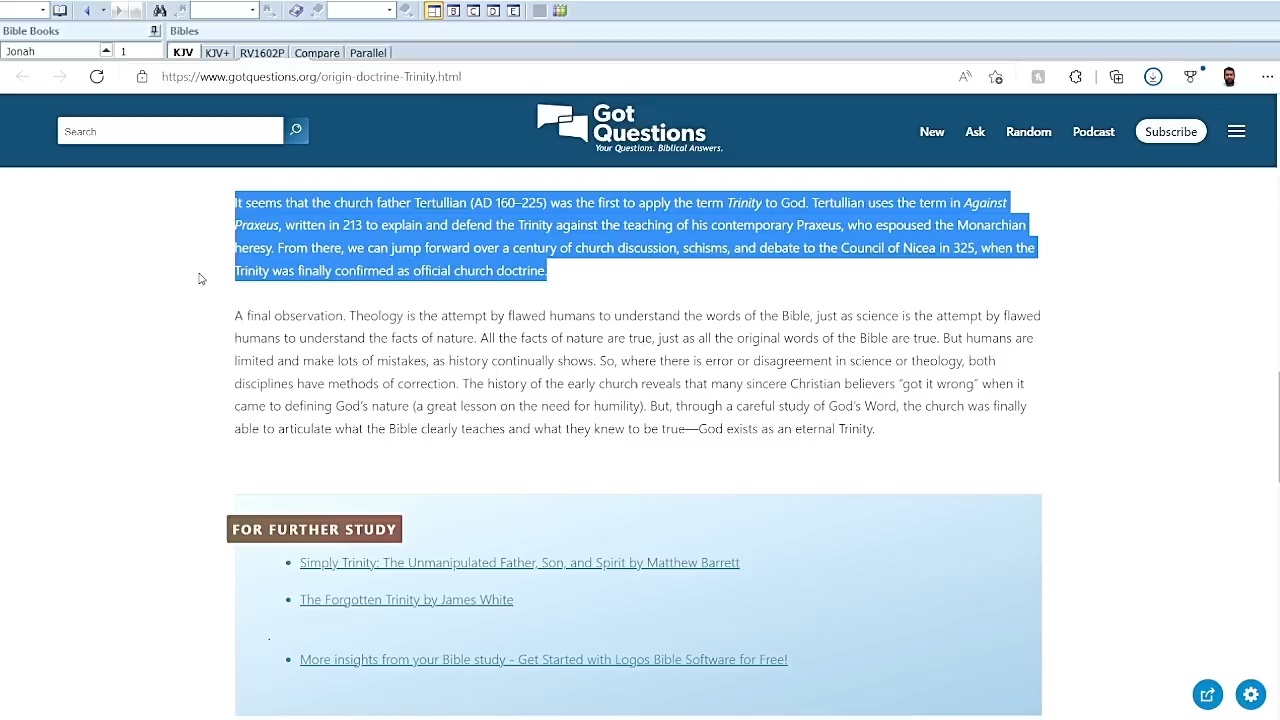 Bible Books
Bibles
Jonah
1
KJV KJV+ RV1602P Compare Parallel
B C D E
https://www.gotquestions.org/origin-doctrine-Trinity.html
Search
Got
Questions
Your Questions. Biblical Answers.
New Ask Random Podcast Subscribe
It seems that the church father Tertullian (AD 160–225) was the first to apply the term Trinity to God. Tertullian uses the term in Against
Praxeus, written in 213 to explain and defend the Trinity against the teaching of his contemporary Praxeus, who espoused the Monarchian
heresy. From there, we can jump forward over a century of church discussion, schisms, and debate to the Council of Nicea in 325, when the
Trinity was finally confirmed as official church doctrine.
A final observation. Theology is the attempt by flawed humans to understand the words of the Bible, just as science is the attempt by flawed
humans to understand the facts of nature. All the facts of nature are true, just as all the original words of the Bible are true. But humans are
limited and make lots of mistakes, as history continually shows. So, where there is error or disagreement in science or theology, both
disciplines have methods of correction. The history of the early church reveals that many sincere Christian believers “got it wrong” when it
came to defining God’s nature (a great lesson on the need for humility). But, through a careful study of God’s Word, the church was finally
able to articulate what the Bible clearly teaches and what they knew to be true—God exists as an eternal Trinity.
FOR FURTHER STUDY
• Simply Trinity: The Unmanipulated Father, Son, and Spirit by Matthew Barrett
• The Forgotten Trinity by James White
.
• More insights from your Bible study - Get Started with Logos Bible Software for Free!